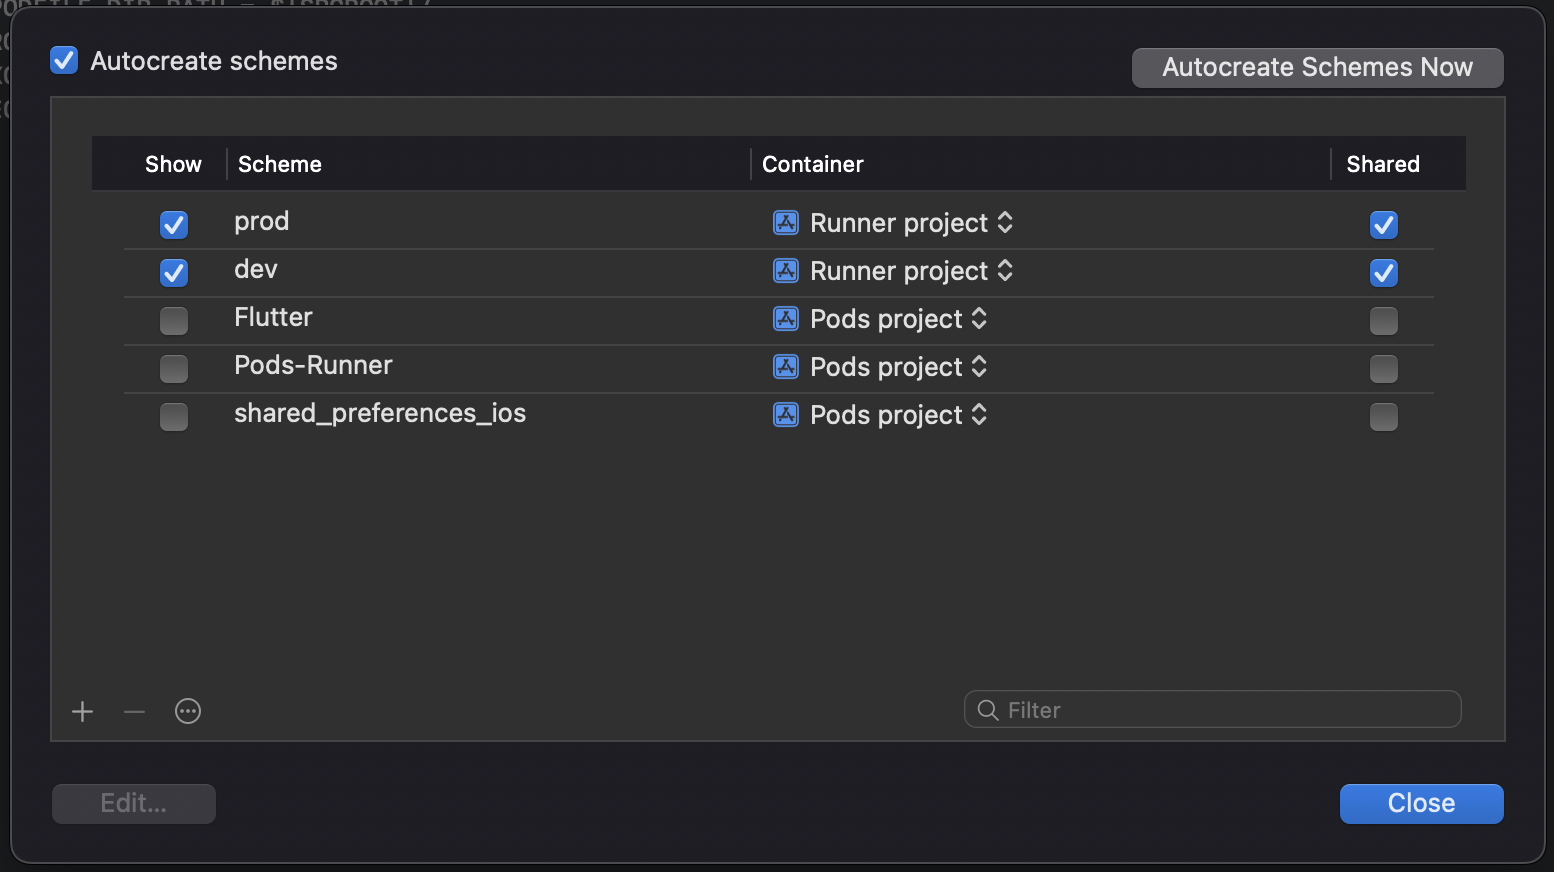 Autocreate schemes
Autocreate Schemes Now
Show Scheme Container Shared
prod Runner project
dev Runner project
Flutter Pods project
Pods-Runner Pods project
shared_preferences_ios Pods project
Filter
Edit...
Close